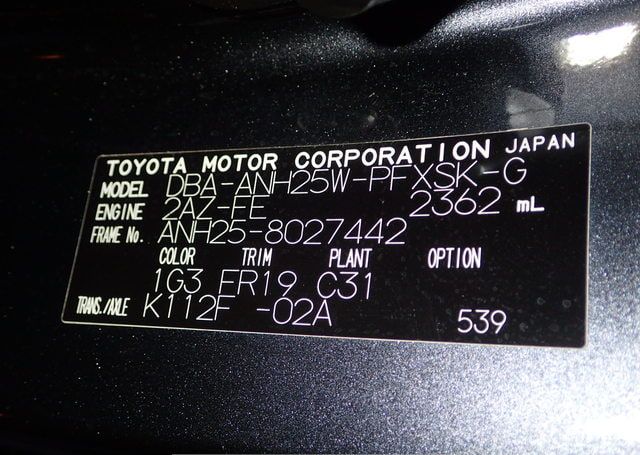 TOYOTA MOTOR CORPORATION JAPAN
MODEL DBA-ANH25W-PFXSK-G
ENGINE 2AZ-FE 2362 mL
FRAME No. ANH25-8027442
COLOR TRIM PLANT OPTION
1G3 FR19 C31
TRANS./AXLE K112F -02A
539